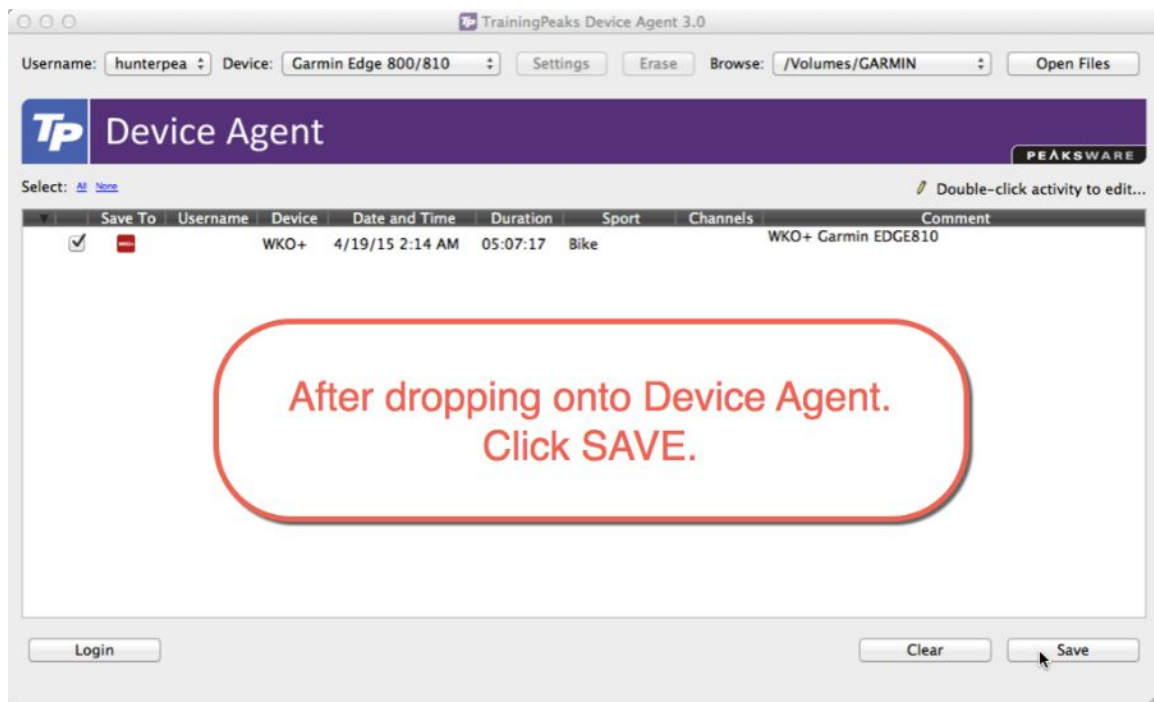 TP TrainingPeaks Device Agent 3.0
Username: hunterpea Device: Garmin Edge 800/810 Settings Erase Browse: /Volumes/GARMIN Open Files
TP Device Agent
PEAKSWARE
Select: All None Double-click activity to edit...
Save To Username Device Date and Time Duration Sport Channels Comment
WKO+ WKO+ 4/19/15 2:14 AM 05:07:17 Bike WKO+ Garmin EDGE810
After dropping onto Device Agent.
Click SAVE.
Login Clear Save